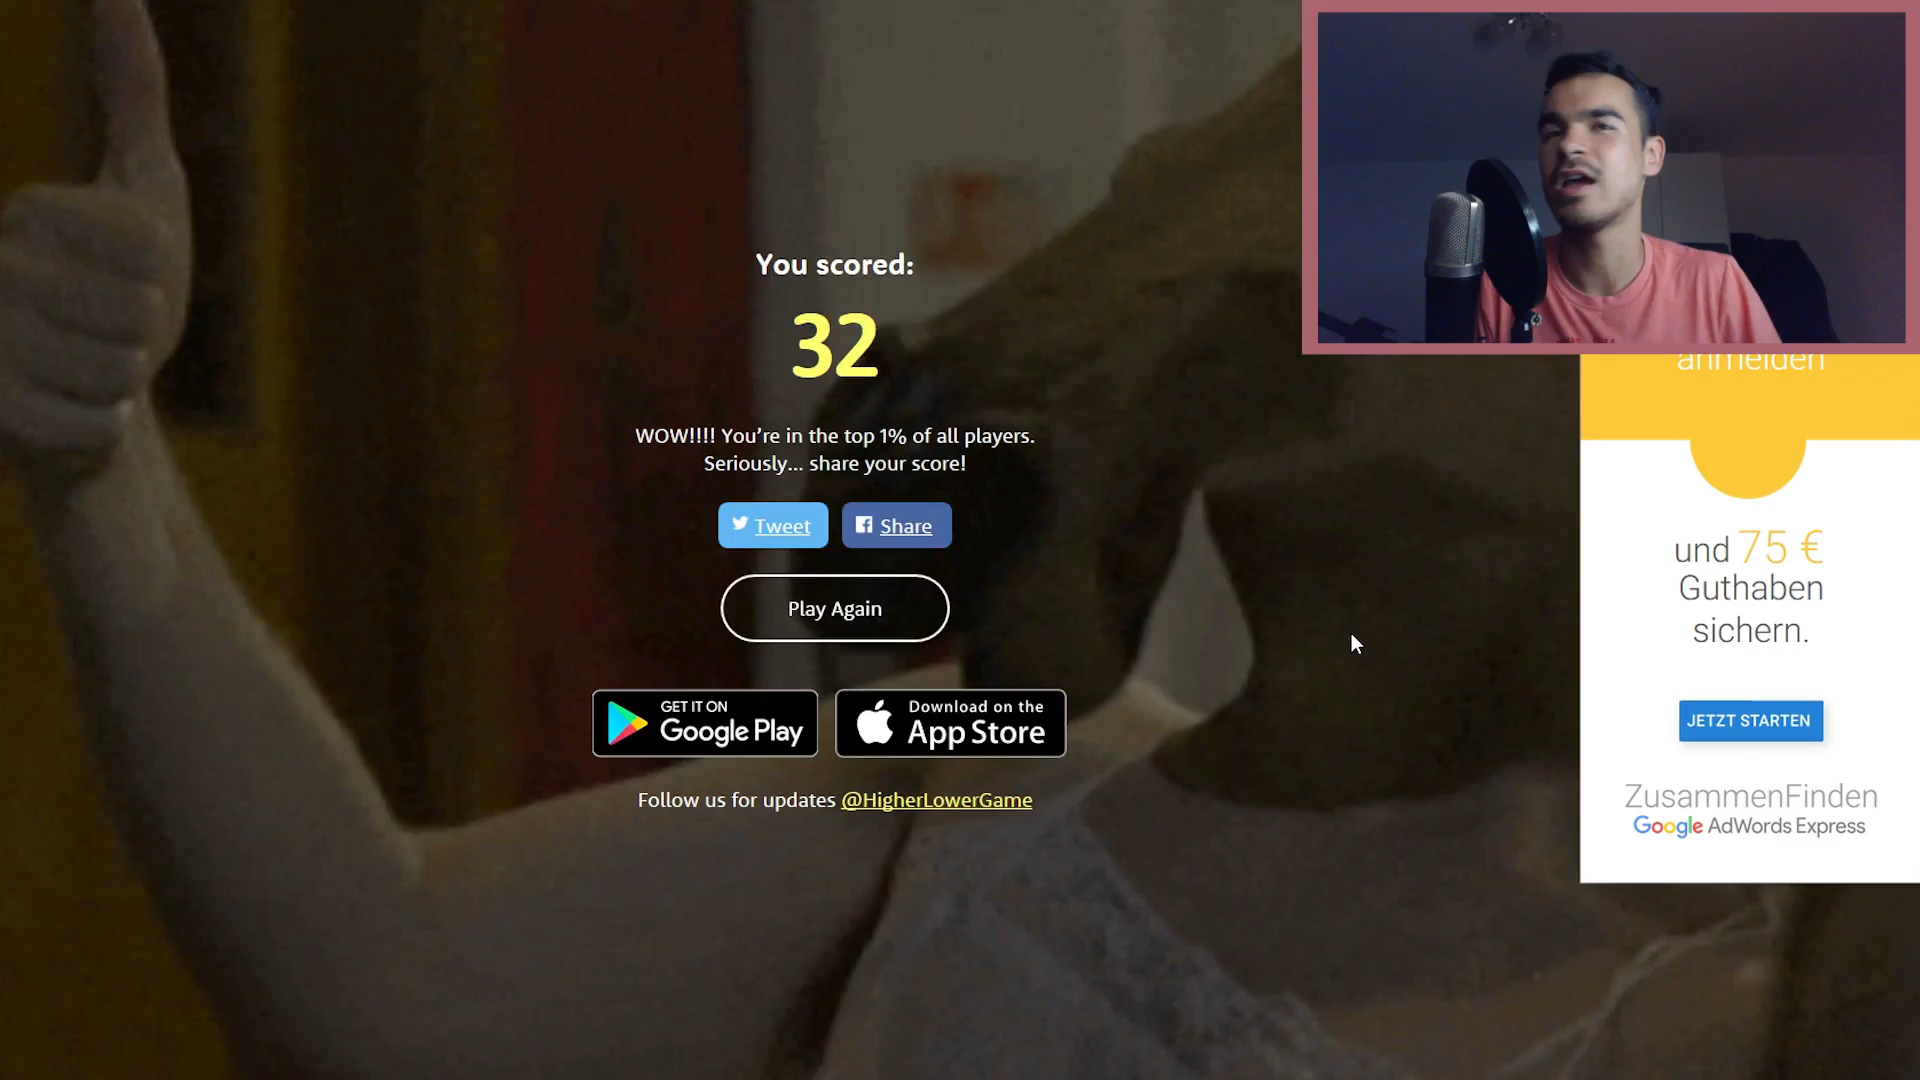 You scored:
32
WOW!!!! You're in the top 1% of all players.
Seriously... share your score!
Tweet
Share
Play Again
GET IT ON
Google Play
Download on the
App Store
Follow us for updates @HigherLowerGame
anmelden
und 75 €
Guthaben
sichern.
JETZT STARTEN
ZusammenFinden
Google AdWords Express